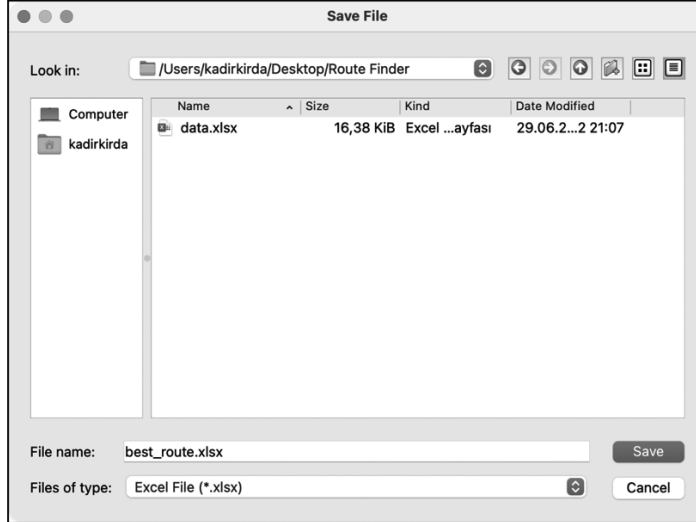 Save File
Look in: /Users/kadirkirda/Desktop/Route Finder
Computer
kadirkirda
Name Size Kind Date Modified
data.xlsx 16,38 KiB Excel ...ayfası 29.06.2...2 21:07
File name: best_route.xlsx Save
Files of type: Excel File (*.xlsx) Cancel